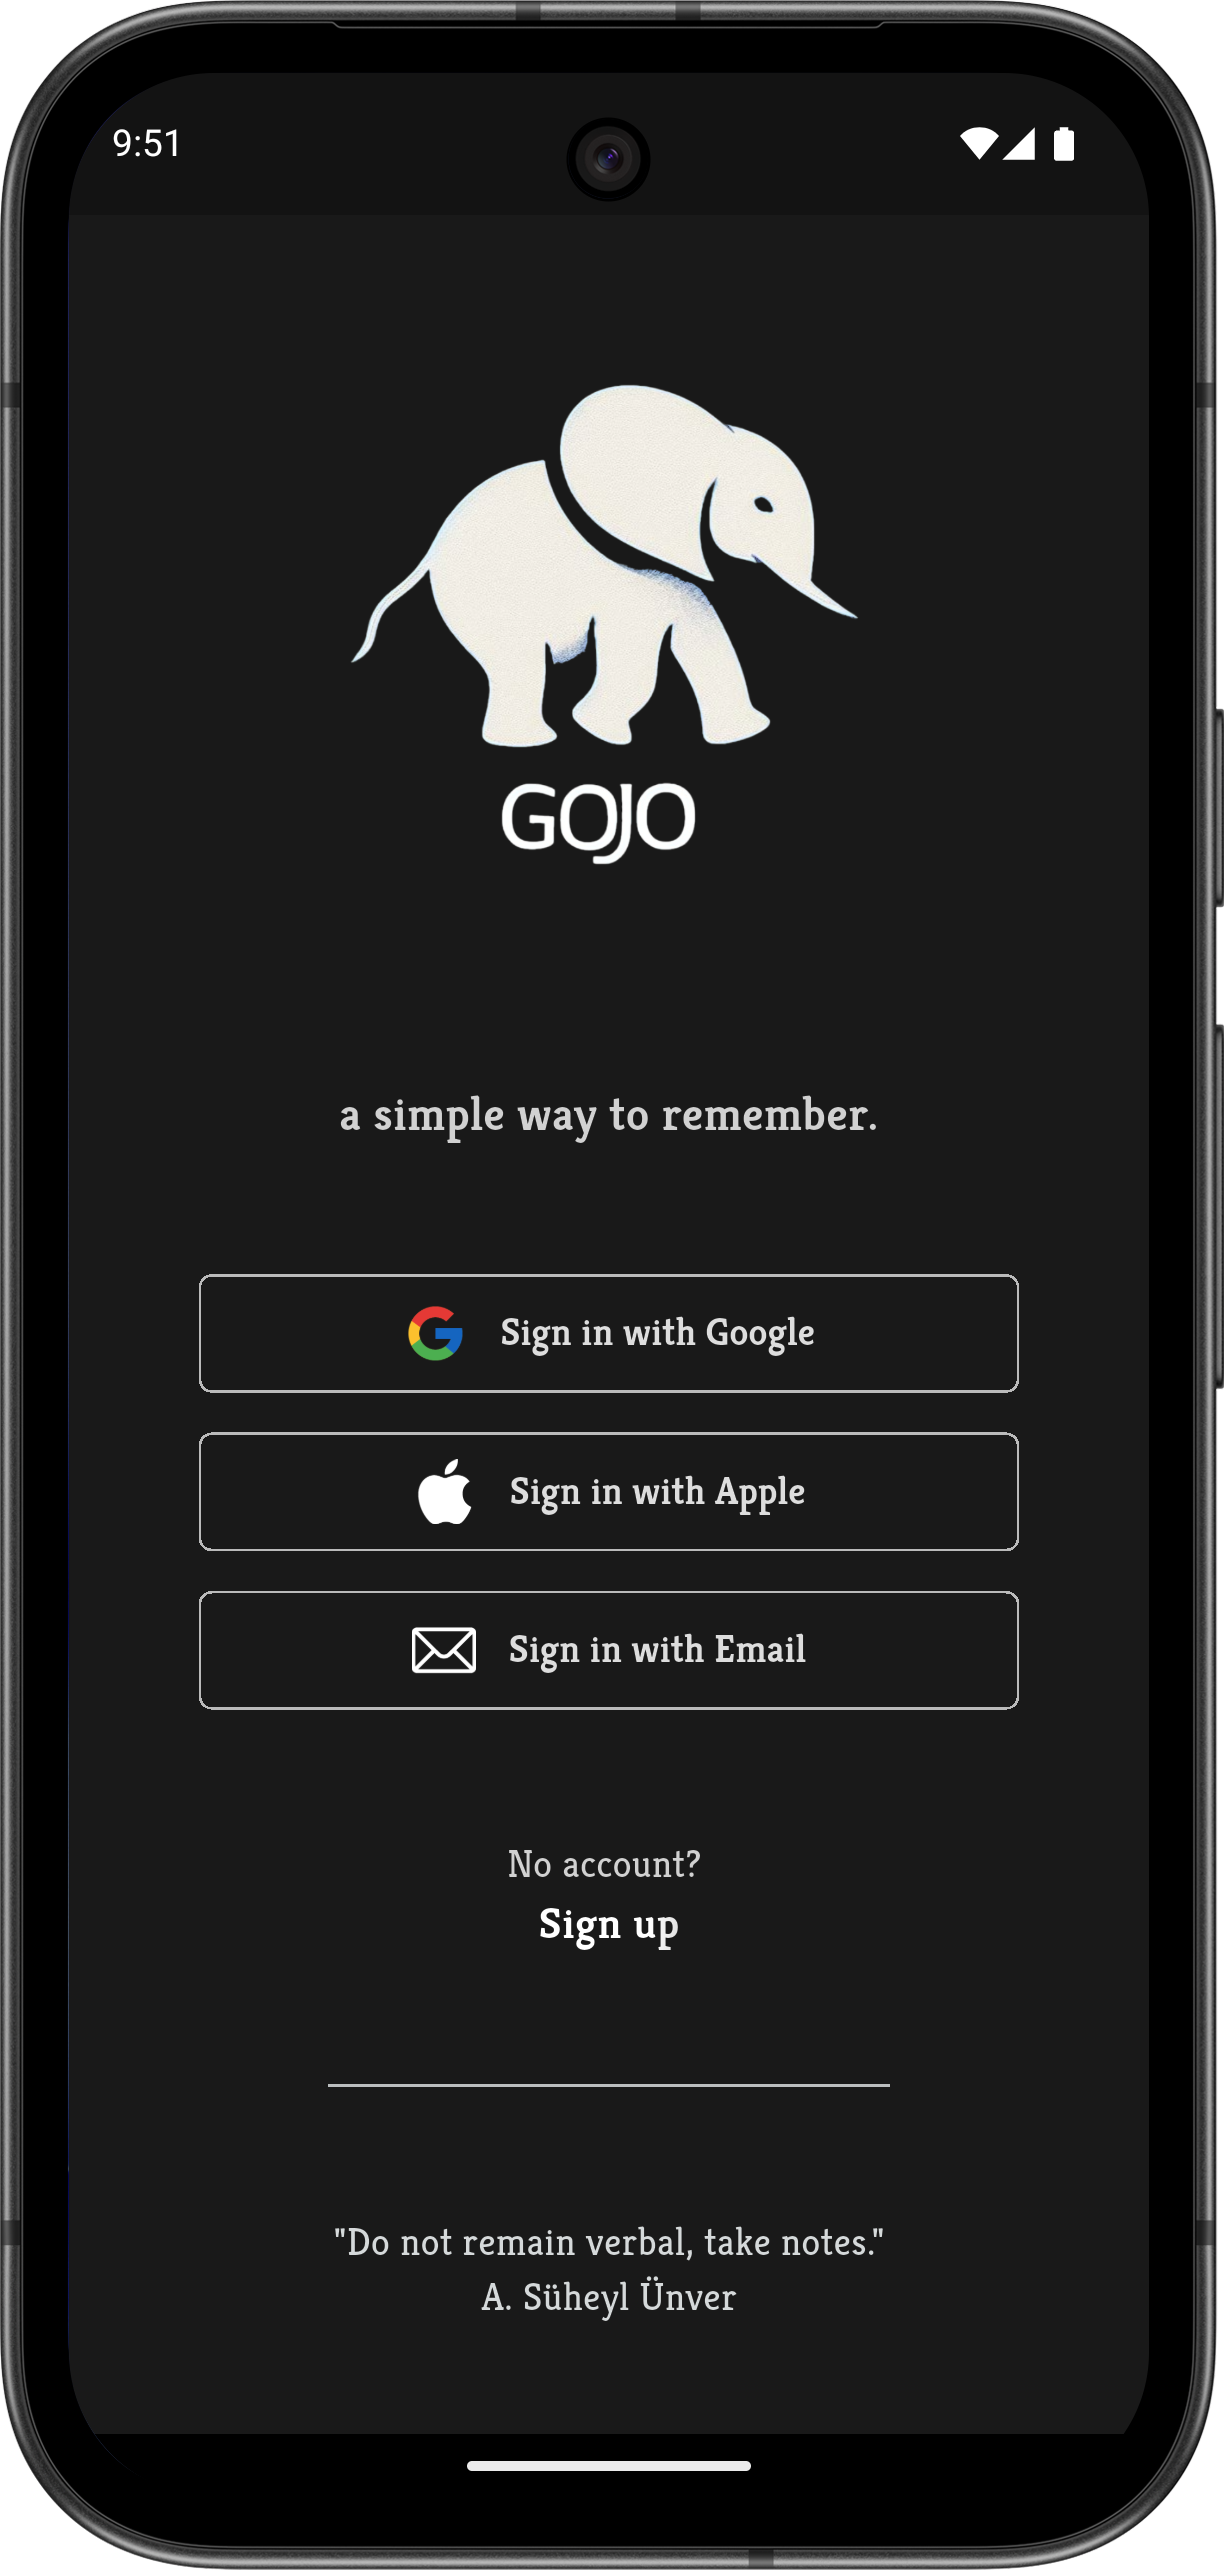 9:51
GOJO
a simple way to remember.
Sign in with Google
Sign in with Apple
Sign in with Email
No account?
Sign up
"Do not remain verbal, take notes."
A. Süheyl Ünver